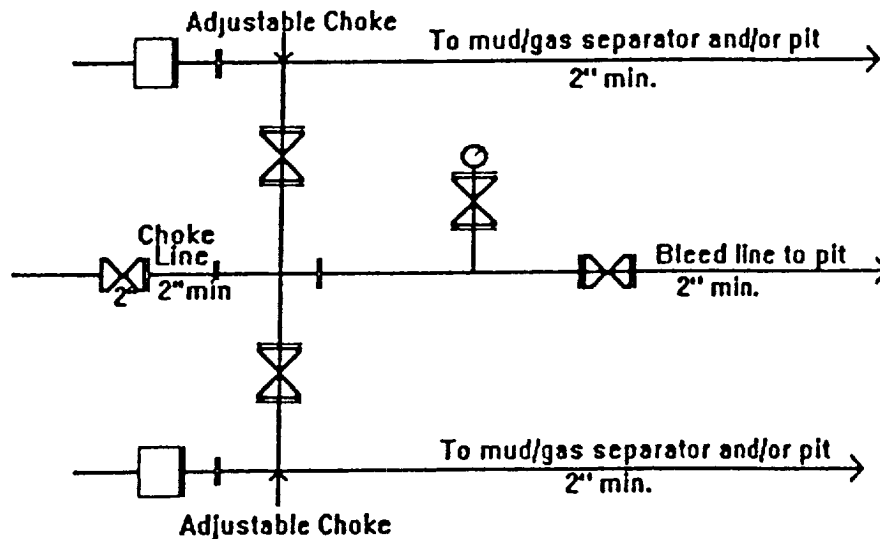 Adjustable Choke
To mud/gas separator and/or pit
2" min.
Choke
Line
2"
2"min
Bleed line to pit
2" min.
To mud/gas separator and/or pit
2" min.
Adjustable Choke